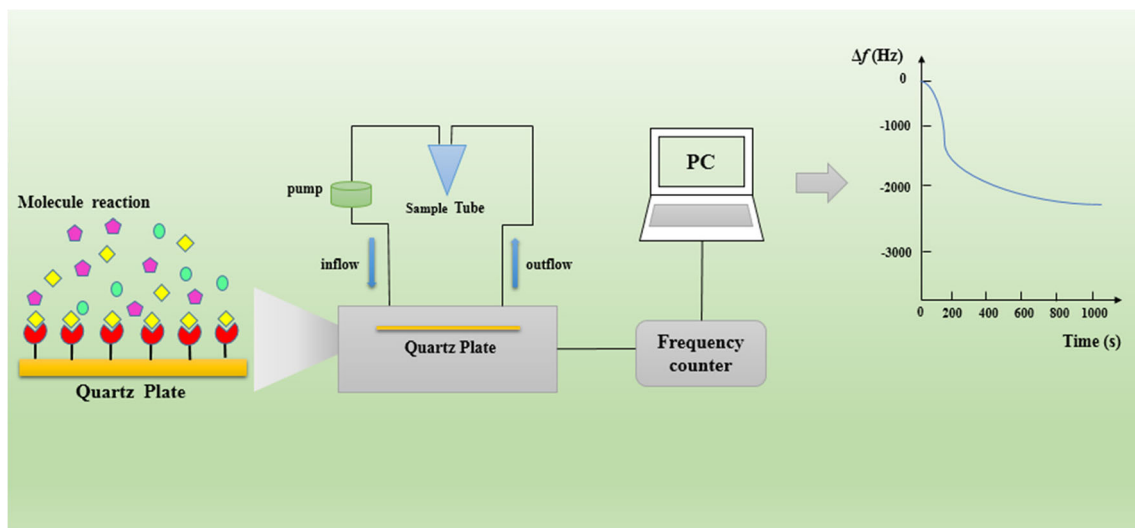 Molecule reaction
Quartz Plate
pump
Sample Tube
inflow
outflow
Quartz Plate
PC
Frequency
counter
Δf (Hz)
0
-1000
-2000
-3000
0 200 400 600 800 1000
Time (s)